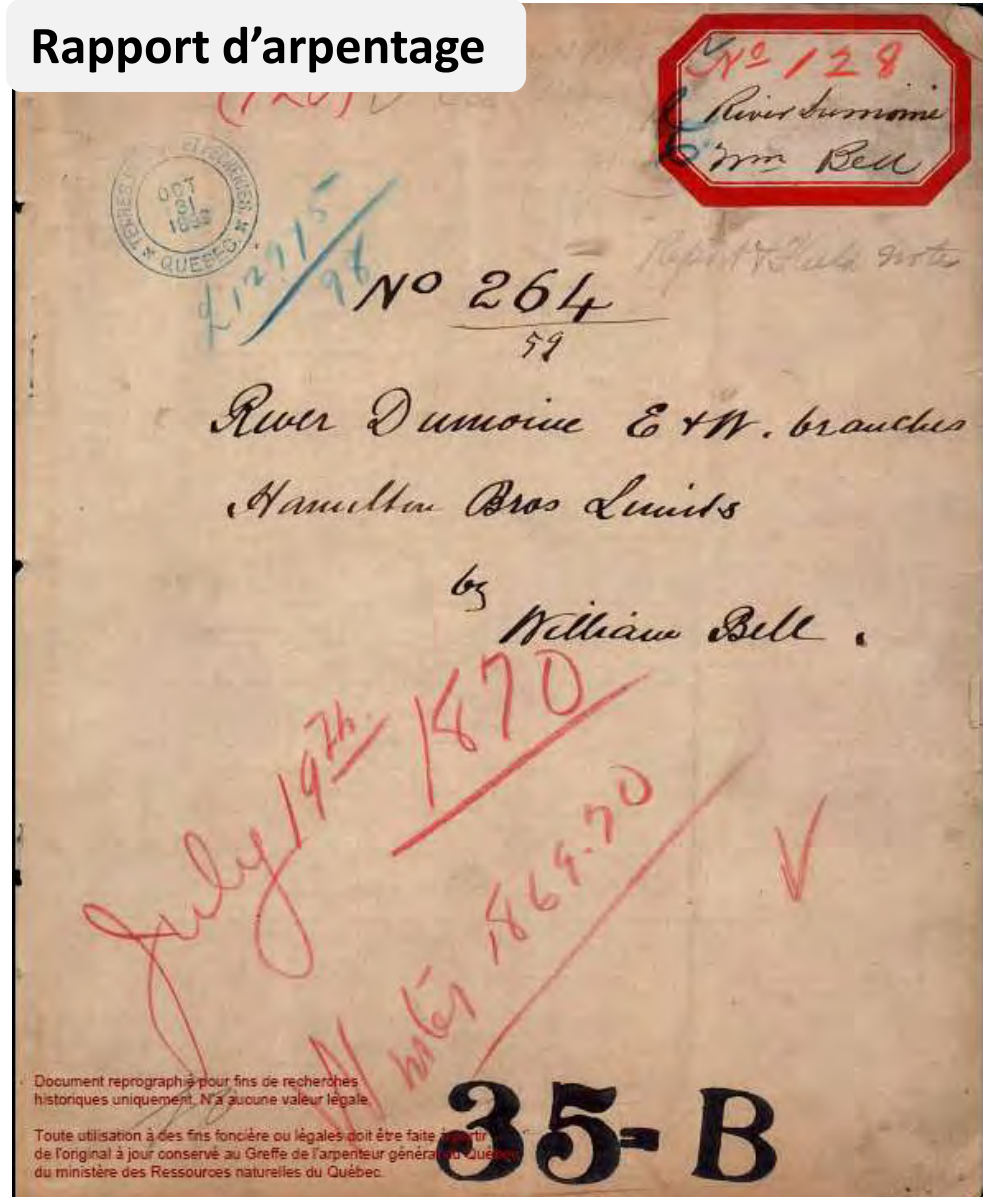 Rapport d’arpentage
No 128
River Dumoine
Wm Bell
OCT
31
QUEBEC
Report & Field notes
No 264
59
River Dumoine E & W. branches
Hamilton Bros Limits
by
William Bell.
July 19th 1870
Notes 1869-70
Document reprographié pour fins de recherches
historiques uniquement. N'a aucune valeur légale.
Toute utilisation à des fins foncière ou légales doit être faite à partir
de l'original à jour conservé au Greffe de l'arpenteur général du Québec
du ministère des Ressources naturelles du Québec.
35-B